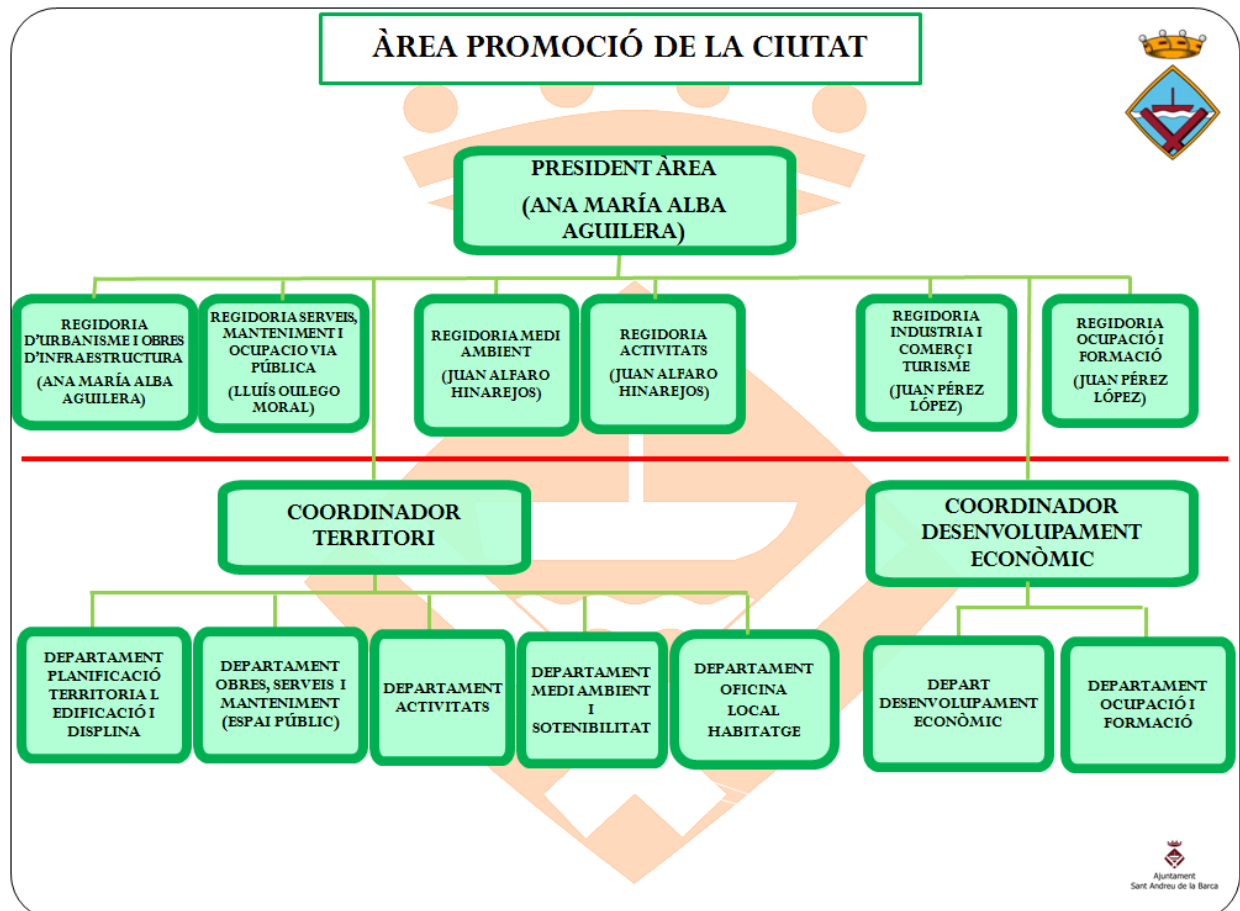 ÀREA PROMOCIÓ DE LA CIUTAT
PRESIDENT ÀREA
(ANA MARÍA ALBA
AGUILERA)
REGIDORIA
D'URBANISME I OBRES
D'INFRAESTRUCTURA
(ANA MARÍA ALBA
AGUILERA)
REGIDORIA SERVEIS,
MANTENIMENT I
OCUPACIO VIA
PÚBLICA
(LLUÍS OULEGO
MORAL)
REGIDORIA MEDI
AMBIENT
(JUAN ALFARO
HINAREJOS)
REGIDORIA
ACTIVITATS
(JUAN ALFARO
HINAREJOS)
REGIDORIA
INDUSTRIA I
COMERÇ I
TURISME
(JUAN PÉREZ
LÓPEZ)
REGIDORIA
OCUPACIÓ I
FORMACIÓ
(JUAN PÉREZ
LÓPEZ)
COORDINADOR
TERRITORI
COORDINADOR
DESENVOLUPAMENT
ECONÒMIC
DEPARTAMENT
PLANIFICACIÓ
TERRITORIA L
EDIFICACIÓ I
DISPLINA
DEPARTAMENT
OBRES, SERVEIS I
MANTENIMENT
(ESPAI PÚBLIC)
DEPARTAMENT
ACTIVITATS
DEPARTAMENT
MEDI AMBIENT
I
SOTENIBILITAT
DEPARTAMENT
OFICINA
LOCAL
HABITATGE
DEPART
DESENVOLUPAMENT
ECONÒMIC
DEPARTAMENT
OCUPACIÓ I
FORMACIÓ
Ajuntament
Sant Andreu de la Barca